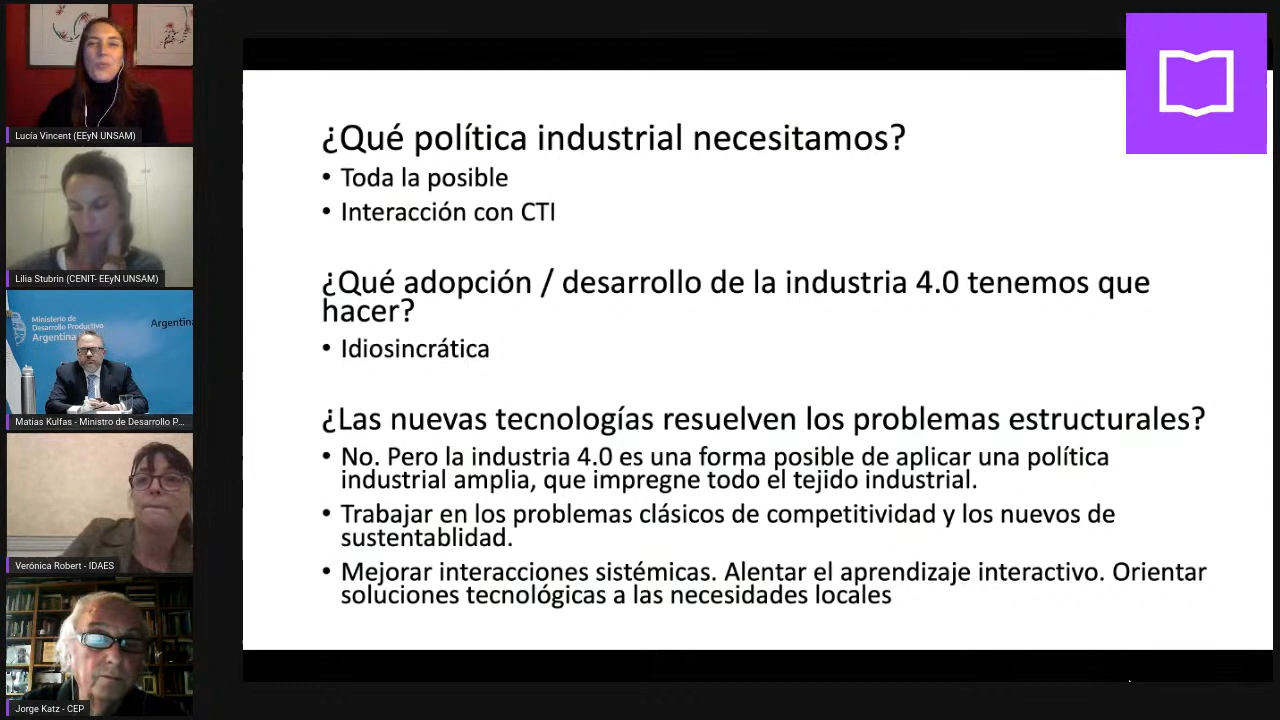 Lucía Vincent (EEyN UNSAM)
Lilia Stubrin (CENIT- EEyN UNSAM)
Ministerio de
Desarrollo Productivo
Argentina
Argentina
Matias Kulfas - Ministro de Desarrollo P...
Verónica Robert - IDAES
Jorge Katz - CEP
¿Qué política industrial necesitamos?
• Toda la posible
• Interacción con CTI
¿Qué adopción / desarrollo de la industria 4.0 tenemos que
hacer?
• Idiosincrática
¿Las nuevas tecnologías resuelven los problemas estructurales?
• No. Pero la industria 4.0 es una forma posible de aplicar una política
industrial amplia, que impregne todo el tejido industrial.
• Trabajar en los problemas clásicos de competitividad y los nuevos de
sustentablidad.
• Mejorar interacciones sistémicas. Alentar el aprendizaje interactivo. Orientar
soluciones tecnológicas a las necesidades locales